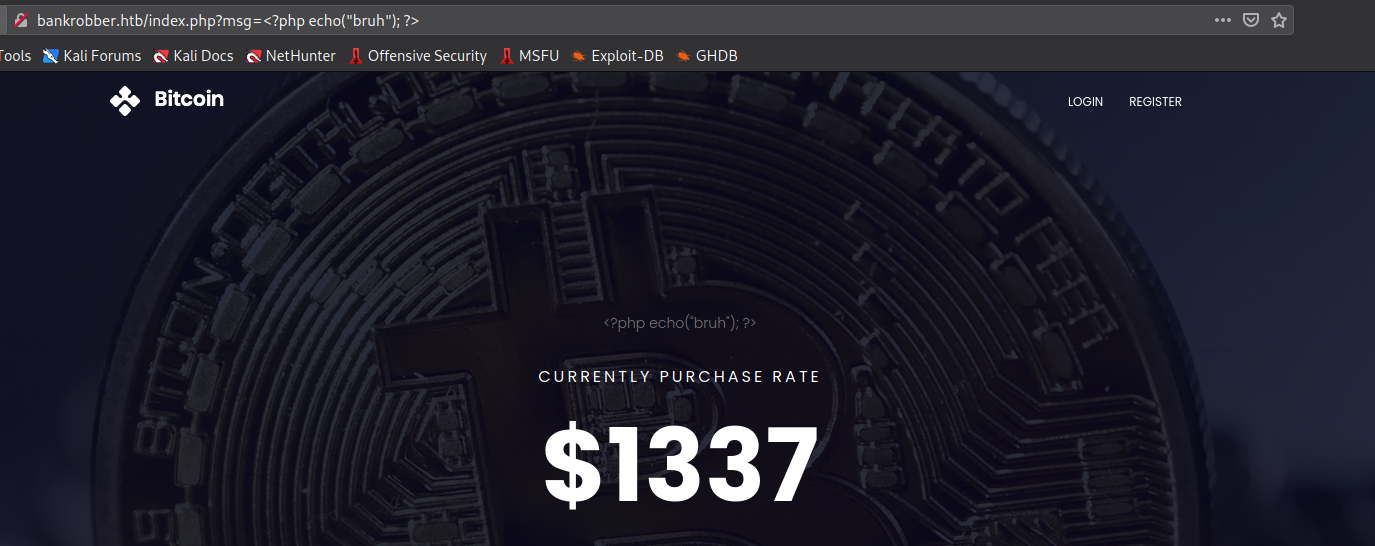 bankrobber.htb/index.php?msg=<?php echo("bruh"); ?>
Tools Kali Forums Kali Docs NetHunter Offensive Security MSFU Exploit-DB GHDB
Bitcoin LOGIN REGISTER
<?php echo("bruh"); ?>
CURRENTLY PURCHASE RATE
$1337